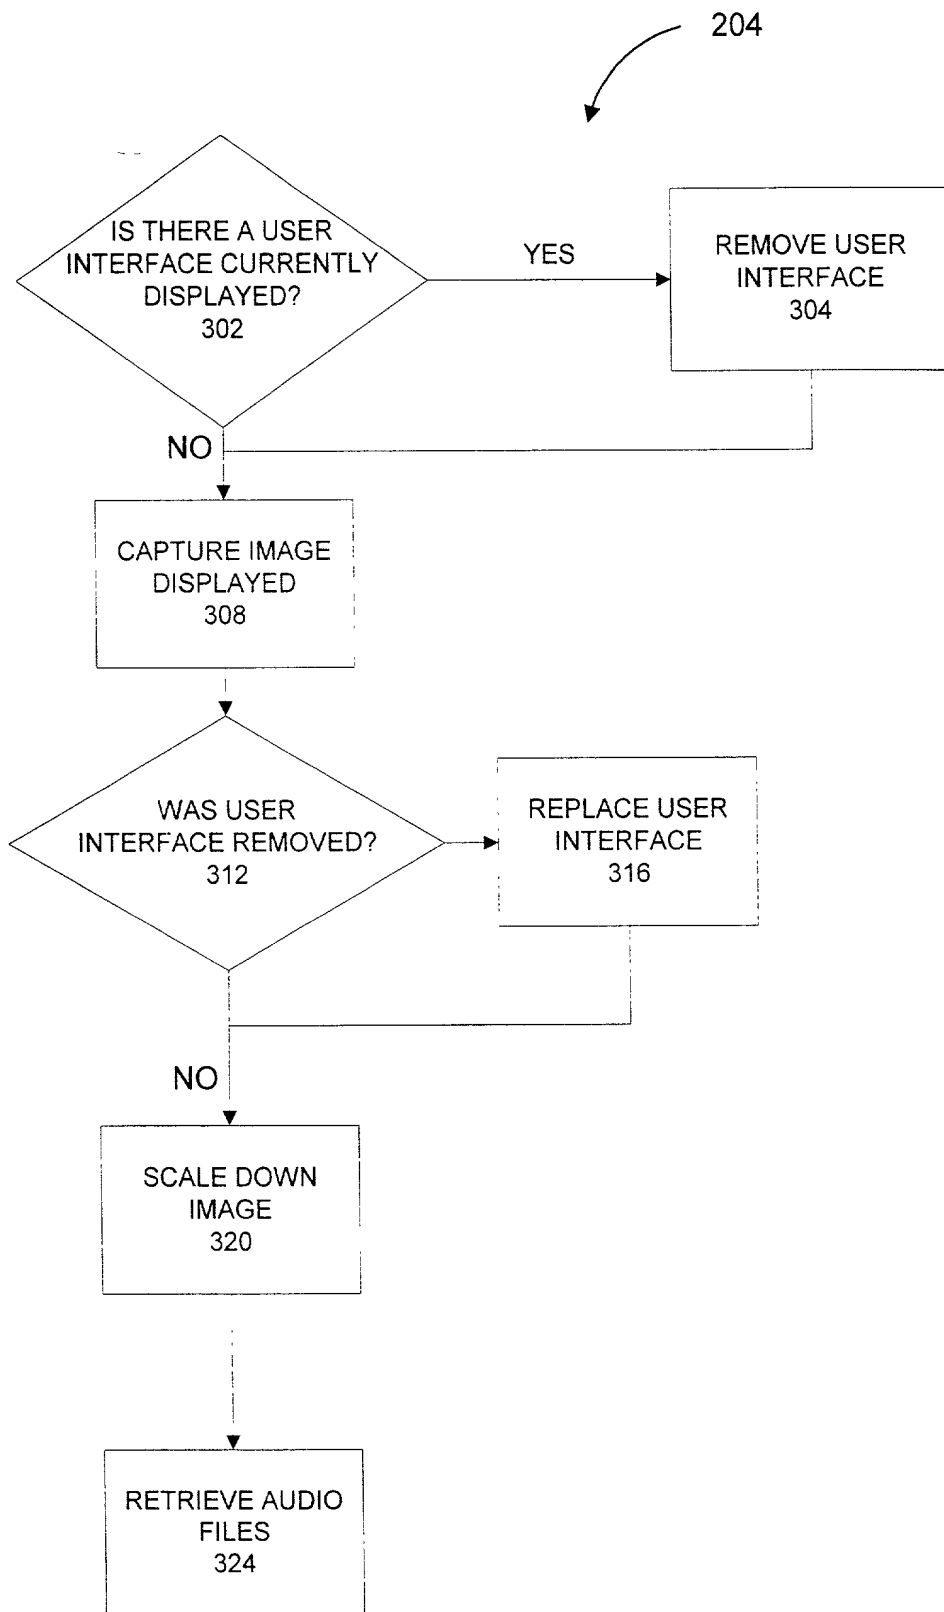 204
IS THERE A USER
INTERFACE CURRENTLY
DISPLAYED?
302
YES
REMOVE USER
INTERFACE
304
NO
CAPTURE IMAGE
DISPLAYED
308
WAS USER
INTERFACE REMOVED?
312
REPLACE USER
INTERFACE
316
NO
SCALE DOWN
IMAGE
320
RETRIEVE AUDIO
FILES
324